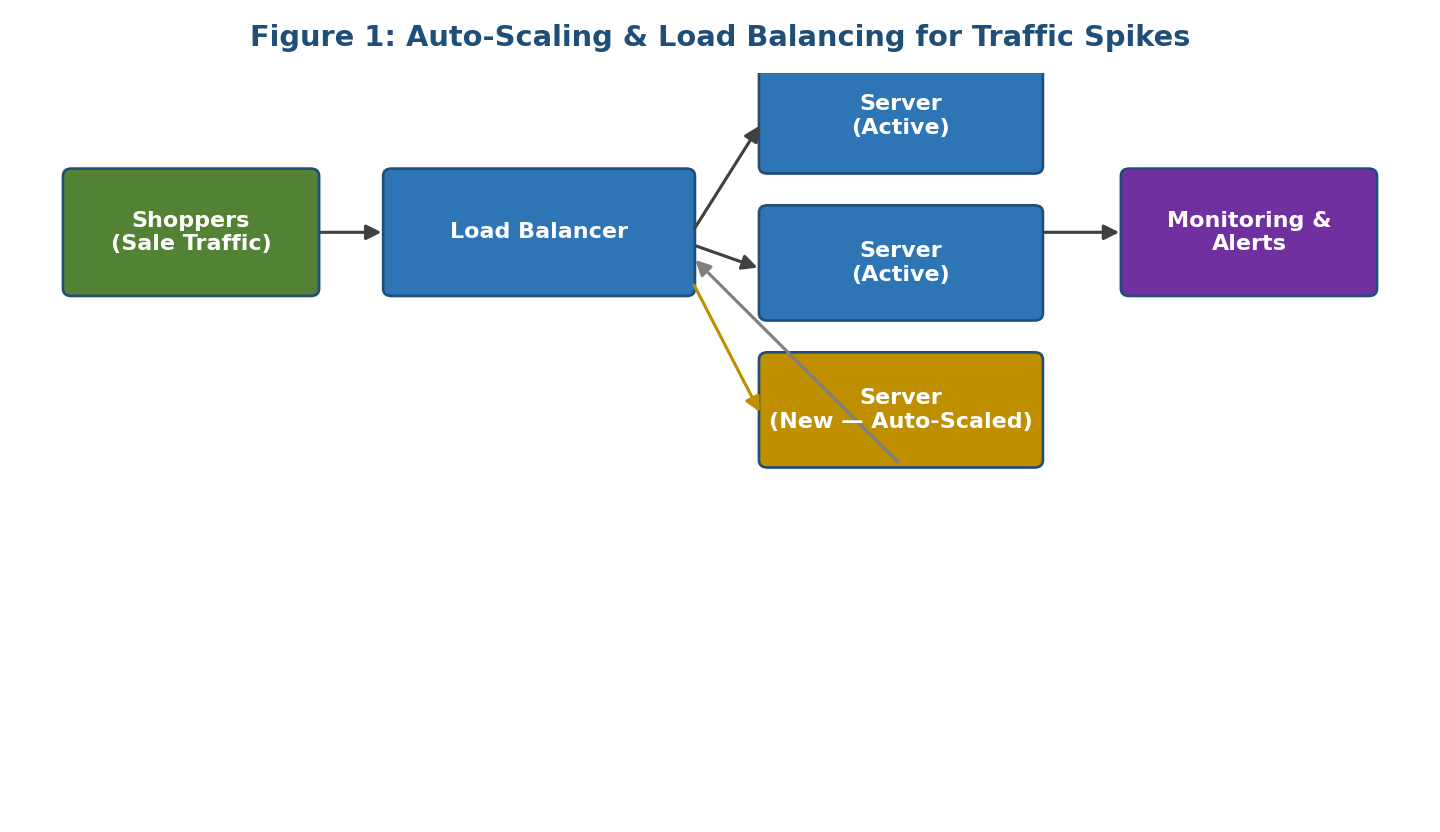 Figure 1: Auto-Scaling & Load Balancing for Traffic Spikes
Server
(Active)
Shoppers
(Sale Traffic)
Load Balancer
Server
(Active)
Monitoring &
Alerts
Server
(New — Auto-Scaled)